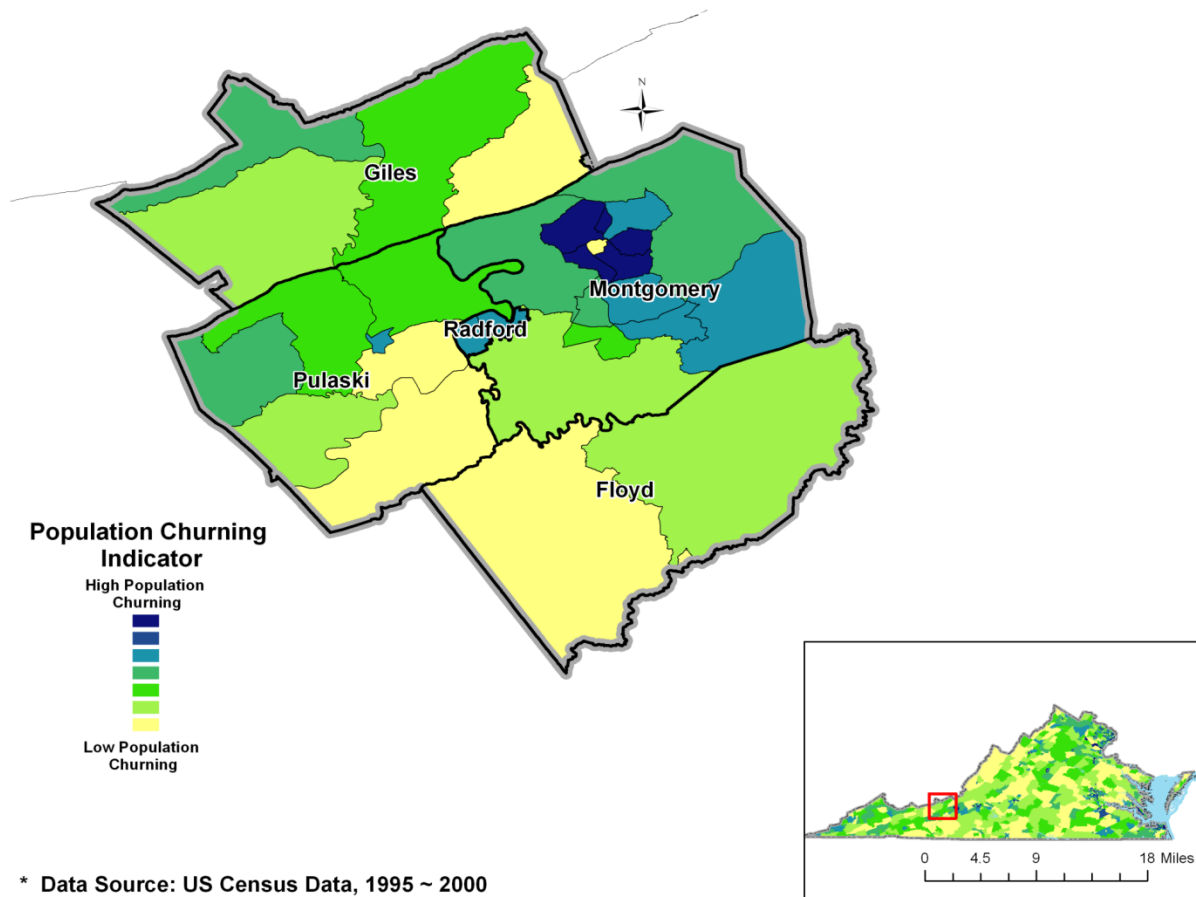 N
Giles
Montgomery
Radford
Pulaski
Floyd
Population Churning
Indicator
High Population
Churning
Low Population
Churning
0 4.5 9 18 Miles
* Data Source: US Census Data, 1995 ~ 2000